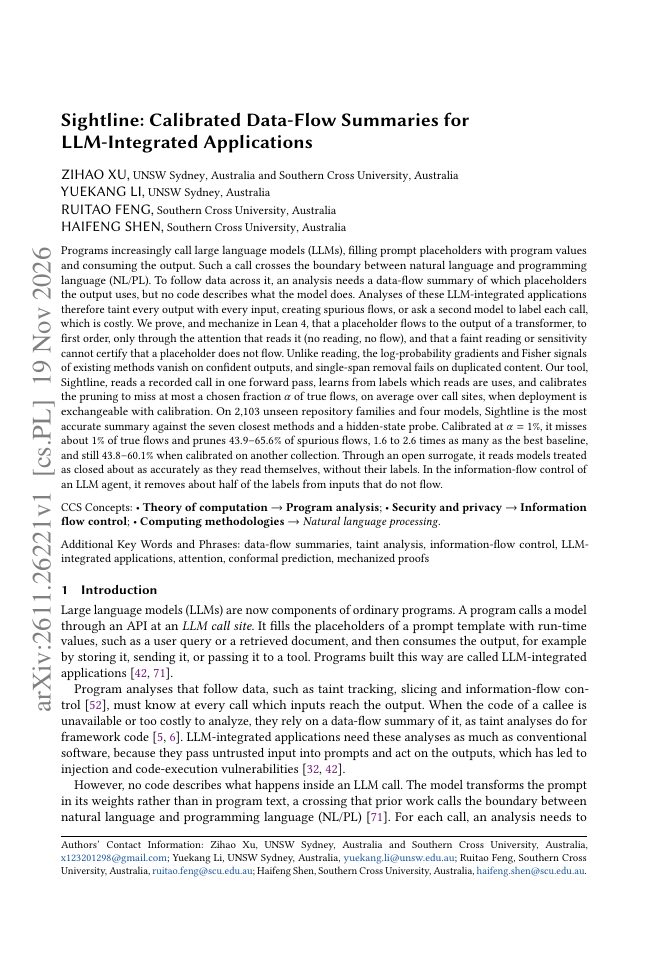 Sightline: Calibrated Data-Flow Summaries for
LLM-Integrated Applications
ZIHAO XU, UNSW Sydney, Australia and Southern Cross University, Australia
YUEKANG LI, UNSW Sydney, Australia
RUITAO FENG, Southern Cross University, Australia
HAIFENG SHEN, Southern Cross University, Australia
Programs increasingly call large language models (LLMs), filling prompt placeholders with program values
and consuming the output. Such a call crosses the boundary between natural language and programming
language (NL/PL). To follow data across it, an analysis needs a data-flow summary of which placeholders
the output uses, but no code describes what the model does. Analyses of these LLM-integrated applications
therefore taint every output with every input, creating spurious flows, or ask a second model to label each call,
which is costly. We prove, and mechanize in Lean 4, that a placeholder flows to the output of a transformer, to
first order, only through the attention that reads it (no reading, no flow), and that a faint reading or sensitivity
cannot certify that a placeholder does not flow. Unlike reading, the log-probability gradients and Fisher signals
of existing methods vanish on confident outputs, and single-span removal fails on duplicated content. Our tool,
Sightline, reads a recorded call in one forward pass, learns from labels which reads are uses, and calibrates
the pruning to miss at most a chosen fraction α of true flows, on average over call sites, when deployment is
exchangeable with calibration. On 2,103 unseen repository families and four models, Sightline is the most
accurate summary against the seven closest methods and a hidden-state probe. Calibrated at α = 1%, it misses
about 1% of true flows and prunes 43.9–65.6% of spurious flows, 1.6 to 2.6 times as many as the best baseline,
and still 43.8–60.1% when calibrated on another collection. Through an open surrogate, it reads models treated
as closed about as accurately as they read themselves, without their labels. In the information-flow control of
an LLM agent, it removes about half of the labels from inputs that do not flow.
CCS Concepts: • Theory of computation → Program analysis; • Security and privacy → Information
flow control; • Computing methodologies → Natural language processing.
Additional Key Words and Phrases: data-flow summaries, taint analysis, information-flow control, LLM-
integrated applications, attention, conformal prediction, mechanized proofs
1 Introduction
Large language models (LLMs) are now components of ordinary programs. A program calls a model
through an API at an LLM call site. It fills the placeholders of a prompt template with run-time
values, such as a user query or a retrieved document, and then consumes the output, for example
by storing it, sending it, or passing it to a tool. Programs built this way are called LLM-integrated
applications [42, 71].
Program analyses that follow data, such as taint tracking, slicing and information-flow con-
trol [52], must know at every call which inputs reach the output. When the code of a callee is
unavailable or too costly to analyze, they rely on a data-flow summary of it, as taint analyses do for
framework code [5, 6]. LLM-integrated applications need these analyses as much as conventional
software, because they pass untrusted input into prompts and act on the outputs, which has led to
injection and code-execution vulnerabilities [32, 42].
However, no code describes what happens inside an LLM call. The model transforms the prompt
in its weights rather than in program text, a crossing that prior work calls the boundary between
natural language and programming language (NL/PL) [71]. For each call, an analysis needs to
Authors' Contact Information: Zihao Xu, UNSW Sydney, Australia and Southern Cross University, Australia,
x123201298@gmail.com; Yuekang Li, UNSW Sydney, Australia, yuekang.li@unsw.edu.au; Ruitao Feng, Southern Cross
University, Australia, ruitao.feng@scu.edu.au; Haifeng Shen, Southern Cross University, Australia, haifeng.shen@scu.edu.au.
arXiv:2611.26221v1 [cs.PL] 19 Nov 2026